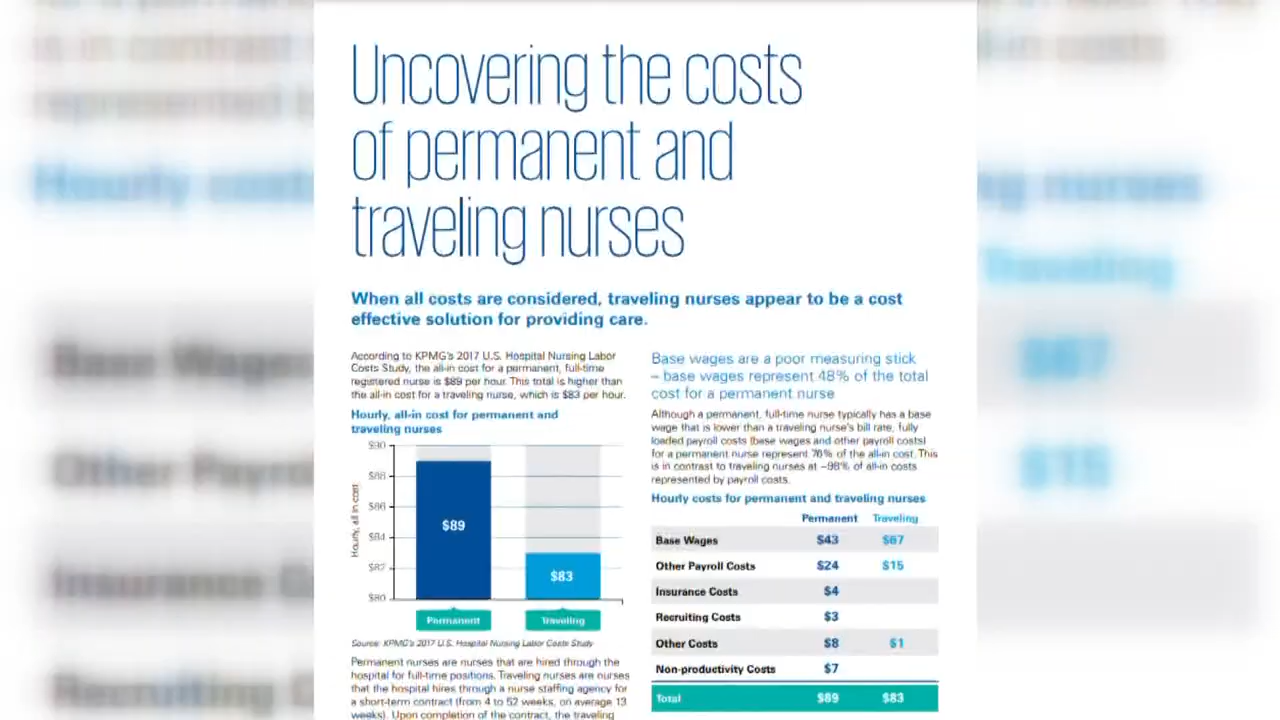 Uncovering the costs
of permanent and
traveling nurses
When all costs are considered, traveling nurses appear to be a cost
effective solution for providing care.
According to KPMG's 2017 U.S. Hospital Nursing Labor
Costs Study, the all-in cost for a permanent, full-time
registered nurse is $89 per hour. This total is higher than
the all-in cost for a traveling nurse, which is $83 per hour.
Hourly, all-in cost for permanent and
traveling nurses
Hourly, all in cost
$90
$88
$86
$84
$82
$80
$89
$83
Permanent
Traveling
Source: KPMG's 2017 U.S. Hospital Nursing Labor Costs Study
Permanent nurses are nurses that are hired through the
hospital for full-time positions. Traveling nurses are nurses
that the hospital hires through a nurse staffing agency for
a short-term contract (from 4 to 52 weeks, on average 13
weeks). Upon completion of the contract, the traveling
Base wages are a poor measuring stick
– base wages represent 48% of the total
cost for a permanent nurse
Although a permanent, full-time nurse typically has a base
wage that is lower than a traveling nurse's bill rate, fully
loaded payroll costs (base wages and other payroll costs)
for a permanent nurse represent 76% of the all-in cost. This
is in contrast to traveling nurses at ~98% of all-in costs
represented by payroll costs.
Hourly costs for permanent and traveling nurses
Permanent Traveling
Base Wages $43 $67
Other Payroll Costs $24 $15
Insurance Costs $4
Recruiting Costs $3
Other Costs $8 $1
Non-productivity Costs $7
Total $89 $83